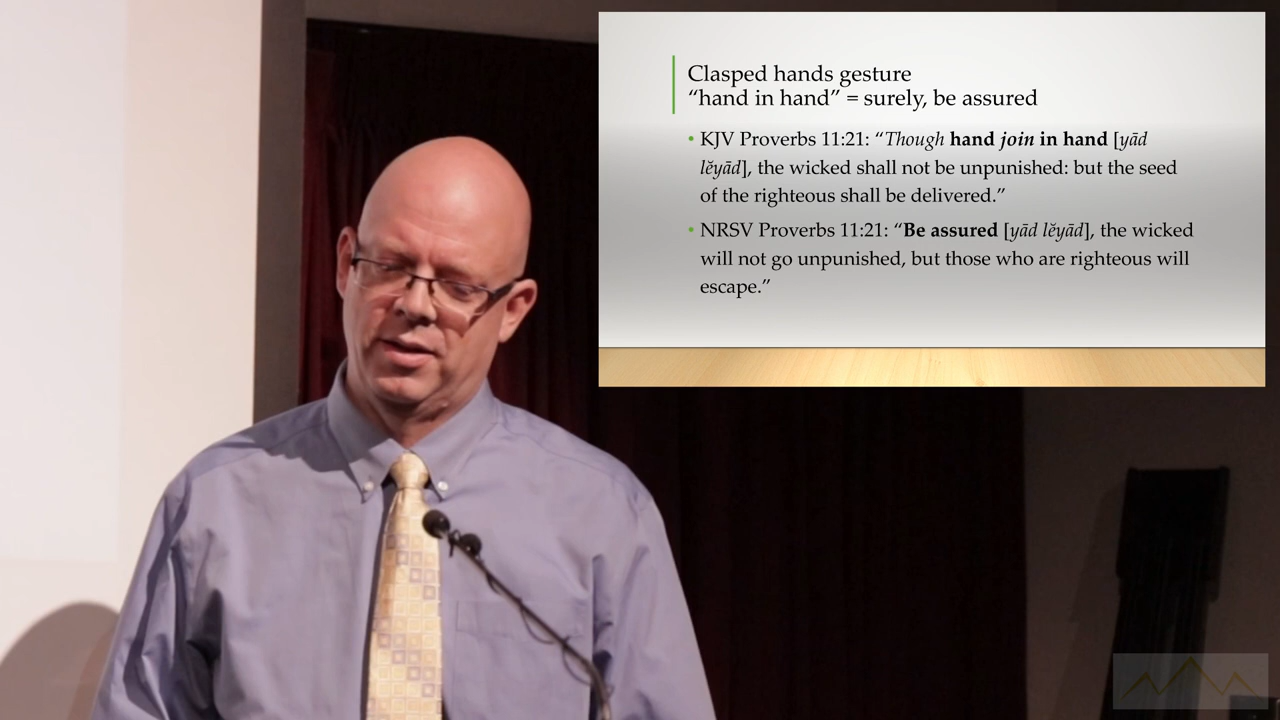 Clasped hands gesture
“hand in hand” = surely, be assured
• KJV Proverbs 11:21: “Though hand join in hand [yād
lĕyād], the wicked shall not be unpunished: but the seed
of the righteous shall be delivered.”
• NRSV Proverbs 11:21: “Be assured [yād lĕyād], the wicked
will not go unpunished, but those who are righteous will
escape.”